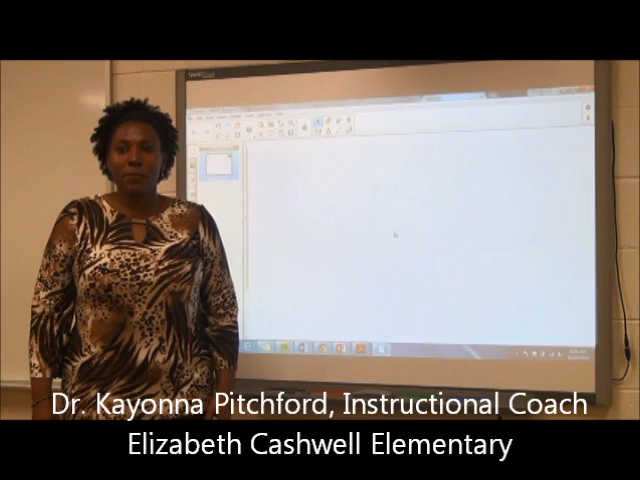 Dr. Kayonna Pitchford, Instructional Coach
Elizabeth Cashwell Elementary